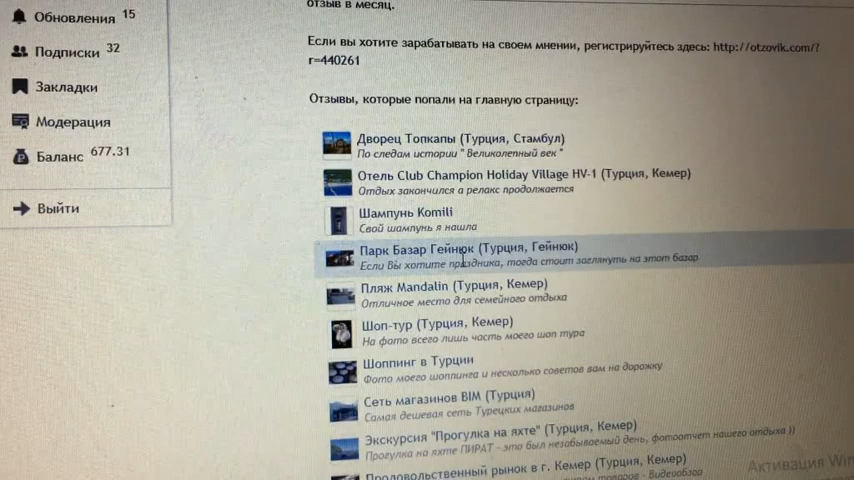 отзыв в месяц.
Если вы хотите зарабатывать на своем мнении, регистрируйтесь здесь: http://otzovik.com/?
r=440261
Отзывы, которые попали на главную страницу:
Обновления 15
Подписки 32
Закладки
Модерация
Баланс 677.31
Выйти
Дворец Топкапы (Турция, Стамбул)
По следам истории " Великолепный век "
Отель Club Champion Holiday Village HV-1 (Турция, Кемер)
Отдых закончился а релакс продолжается
Шампунь Komili
Свой шампунь я нашла
Парк Базар Гейнюк (Турция, Гейнюк)
Если Вы хотите праздника, тогда стоит заглянуть на этот базар
Пляж Mandalin (Турция, Кемер)
Отличное место для семейного отдыха
Шоп-тур (Турция, Кемер)
На фото всего лишь часть моего шоп тура
Шоппинг в Турции
Фото моего шоппинга и несколько советов вам на дорожку
Сеть магазинов BIM (Турция)
Самая дешевая сеть Турецких магазинов
Экскурсия "Прогулка на яхте" (Турция, Кемер)
Прогулка на яхте ПИРАТ - это был незабываемый день, фотоотчет нашего отдыха ))
Продовольственный рынок в г. Кемер (Турция, Кемер)
товаров - Видеообзор
Активация Win